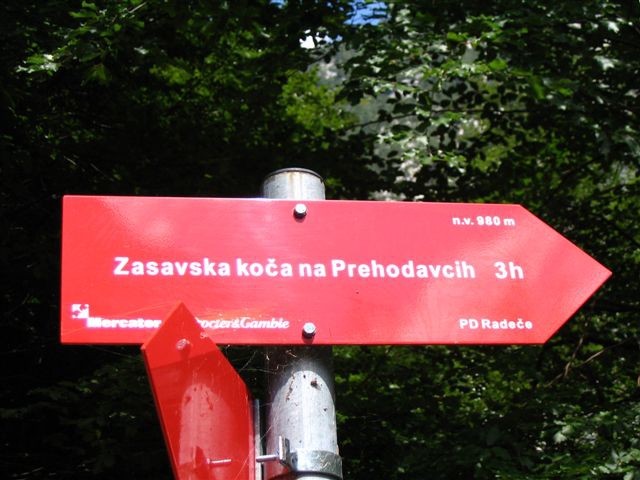 n.v. 980 m
Zasavska koča na Prehodavcih 3h
Mercator Procter&Gamble
PD Radeče